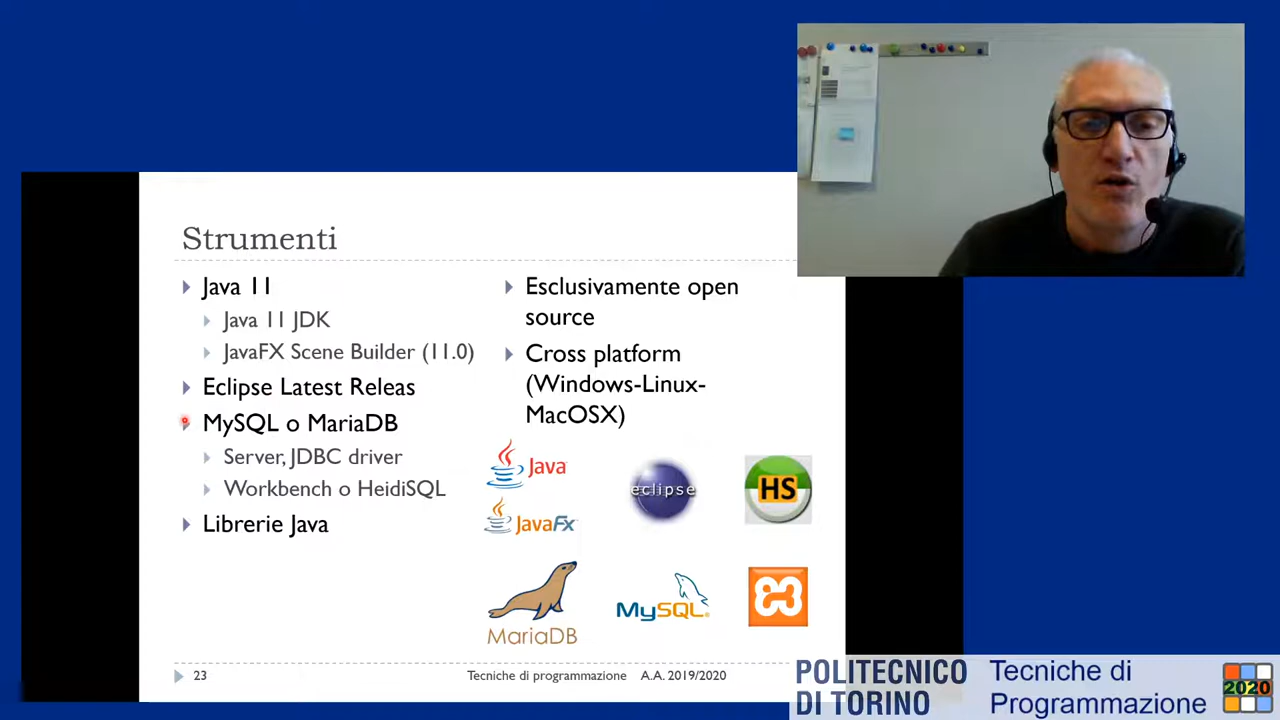 Strumenti
Java 11
Java 11 JDK
JavaFX Scene Builder (11.0)
Eclipse Latest Releas
MySQL o MariaDB
Server, JDBC driver
Workbench o HeidiSQL
Librerie Java
Esclusivamente open
source
Cross platform
(Windows-Linux-
MacOSX)
Java
eclipse
HS
JavaFx
MariaDB
MySQL®
23
Tecniche di programmazione A.A. 2019/2020
POLITECNICO
DI TORINO
Tecniche di
Programmazione
2020